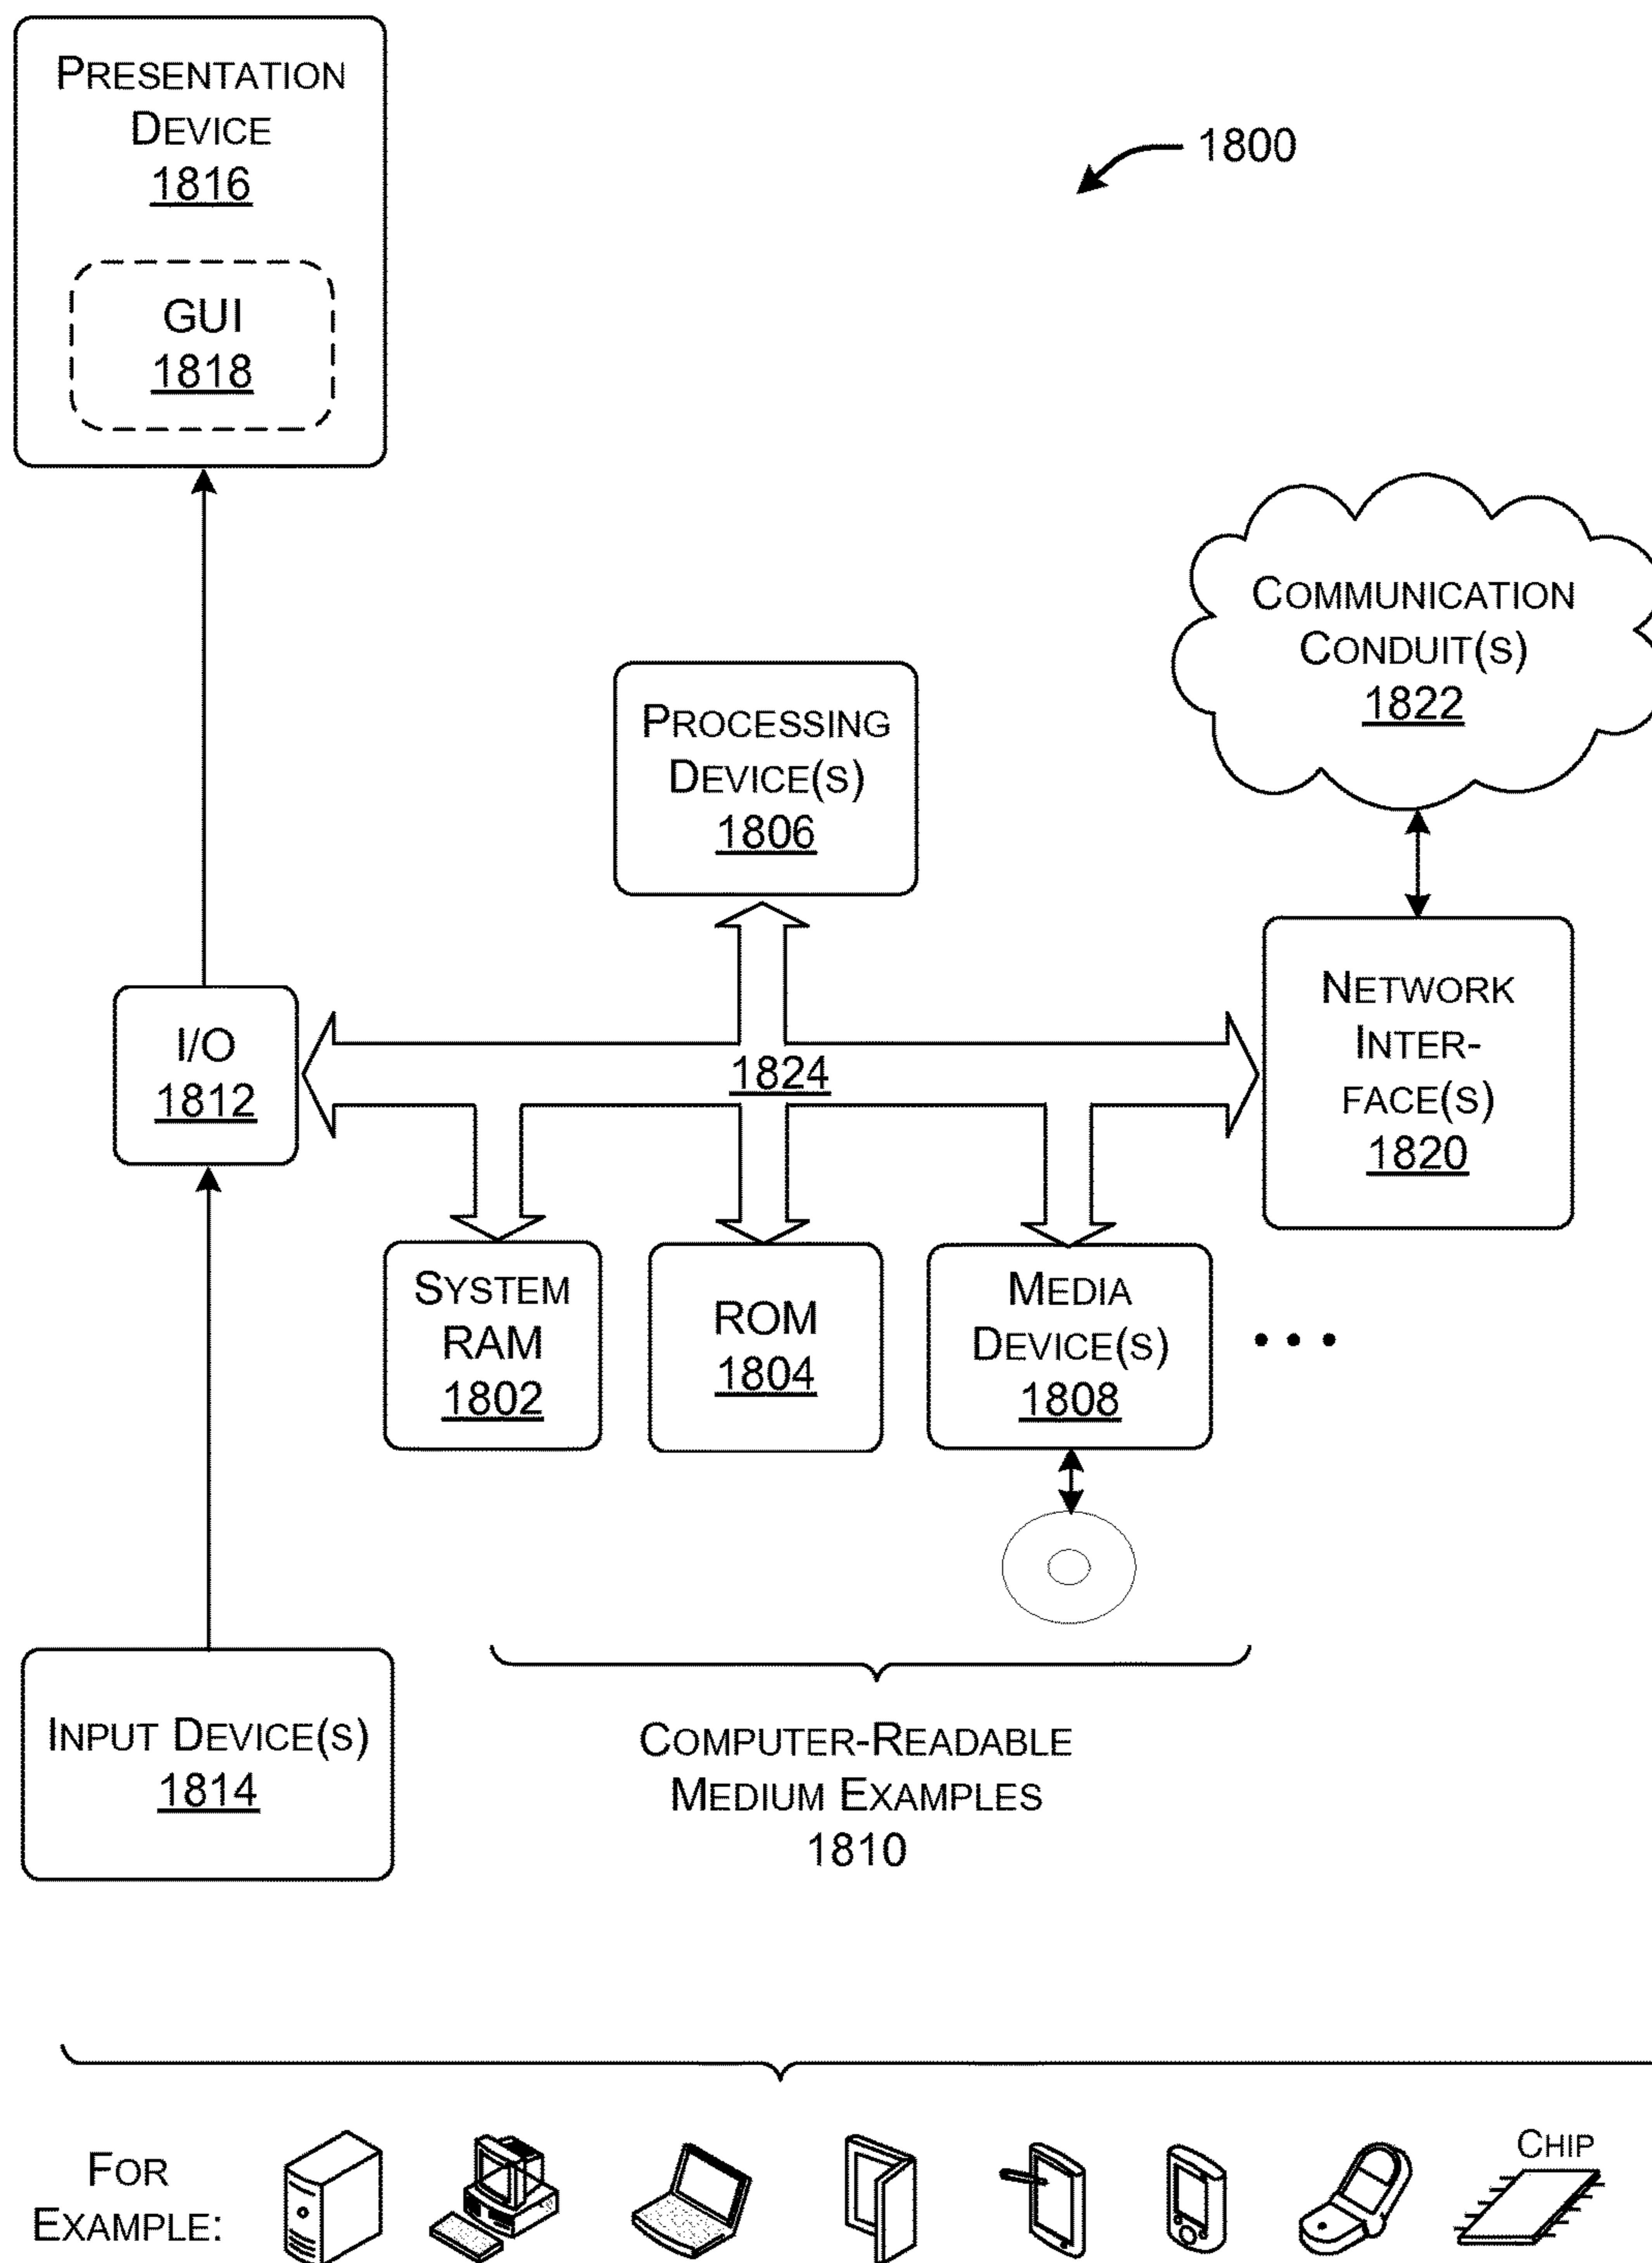 PRESENTATION
DEVICE
1816
GUI
1818
1800
COMMUNICATION
CONDUIT(S)
1822
PROCESSING
DEVICE(S)
1806
NETWORK
INTER-
FACE(S)
1820
I/O
1812
1824
SYSTEM
RAM
1802
ROM
1804
MEDIA
DEVICE(S)
1808
• • •
INPUT DEVICE(S)
1814
COMPUTER-READABLE
MEDIUM EXAMPLES
1810
FOR
EXAMPLE:
CHIP